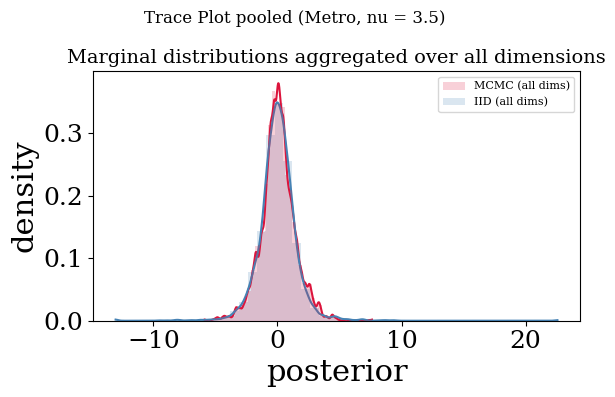 Trace Plot pooled (Metro, nu = 3.5)
Marginal distributions aggregated over all dimensions
MCMC (all dims)
IID (all dims)
density
0.3
0.2
0.1
0.0
−10
0
10
20
posterior